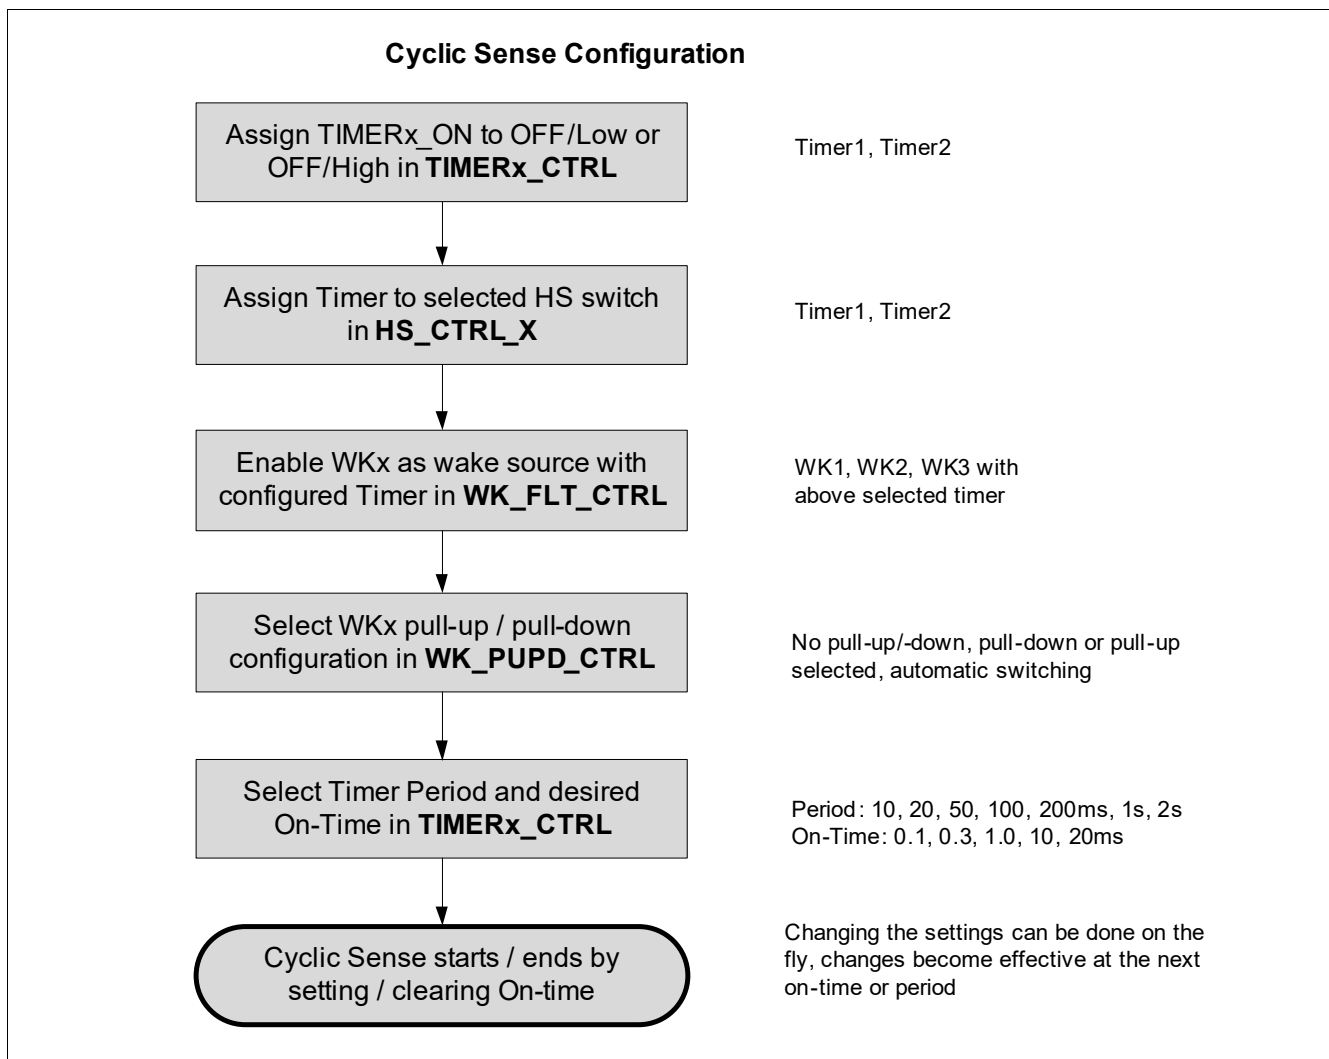 Cyclic Sense Configuration
Assign TIMERx_ON to OFF/Low or
OFF/High in TIMERx_CTRL
Timer1, Timer2
Assign Timer to selected HS switch
in HS_CTRL_X
Timer1, Timer2
Enable WKx as wake source with
configured Timer in WK_FLT_CTRL
WK1, WK2, WK3 with
above selected timer
Select WKx pull-up / pull-down
configuration in WK_PUPD_CTRL
No pull-up/-down, pull-down or pull-up
selected, automatic switching
Select Timer Period and desired
On-Time in TIMERx_CTRL
Period: 10, 20, 50, 100, 200ms, 1s, 2s
On-Time: 0.1, 0.3, 1.0, 10, 20ms
Cyclic Sense starts / ends by
setting / clearing On-time
Changing the settings can be done on the
fly, changes become effective at the next
on-time or period